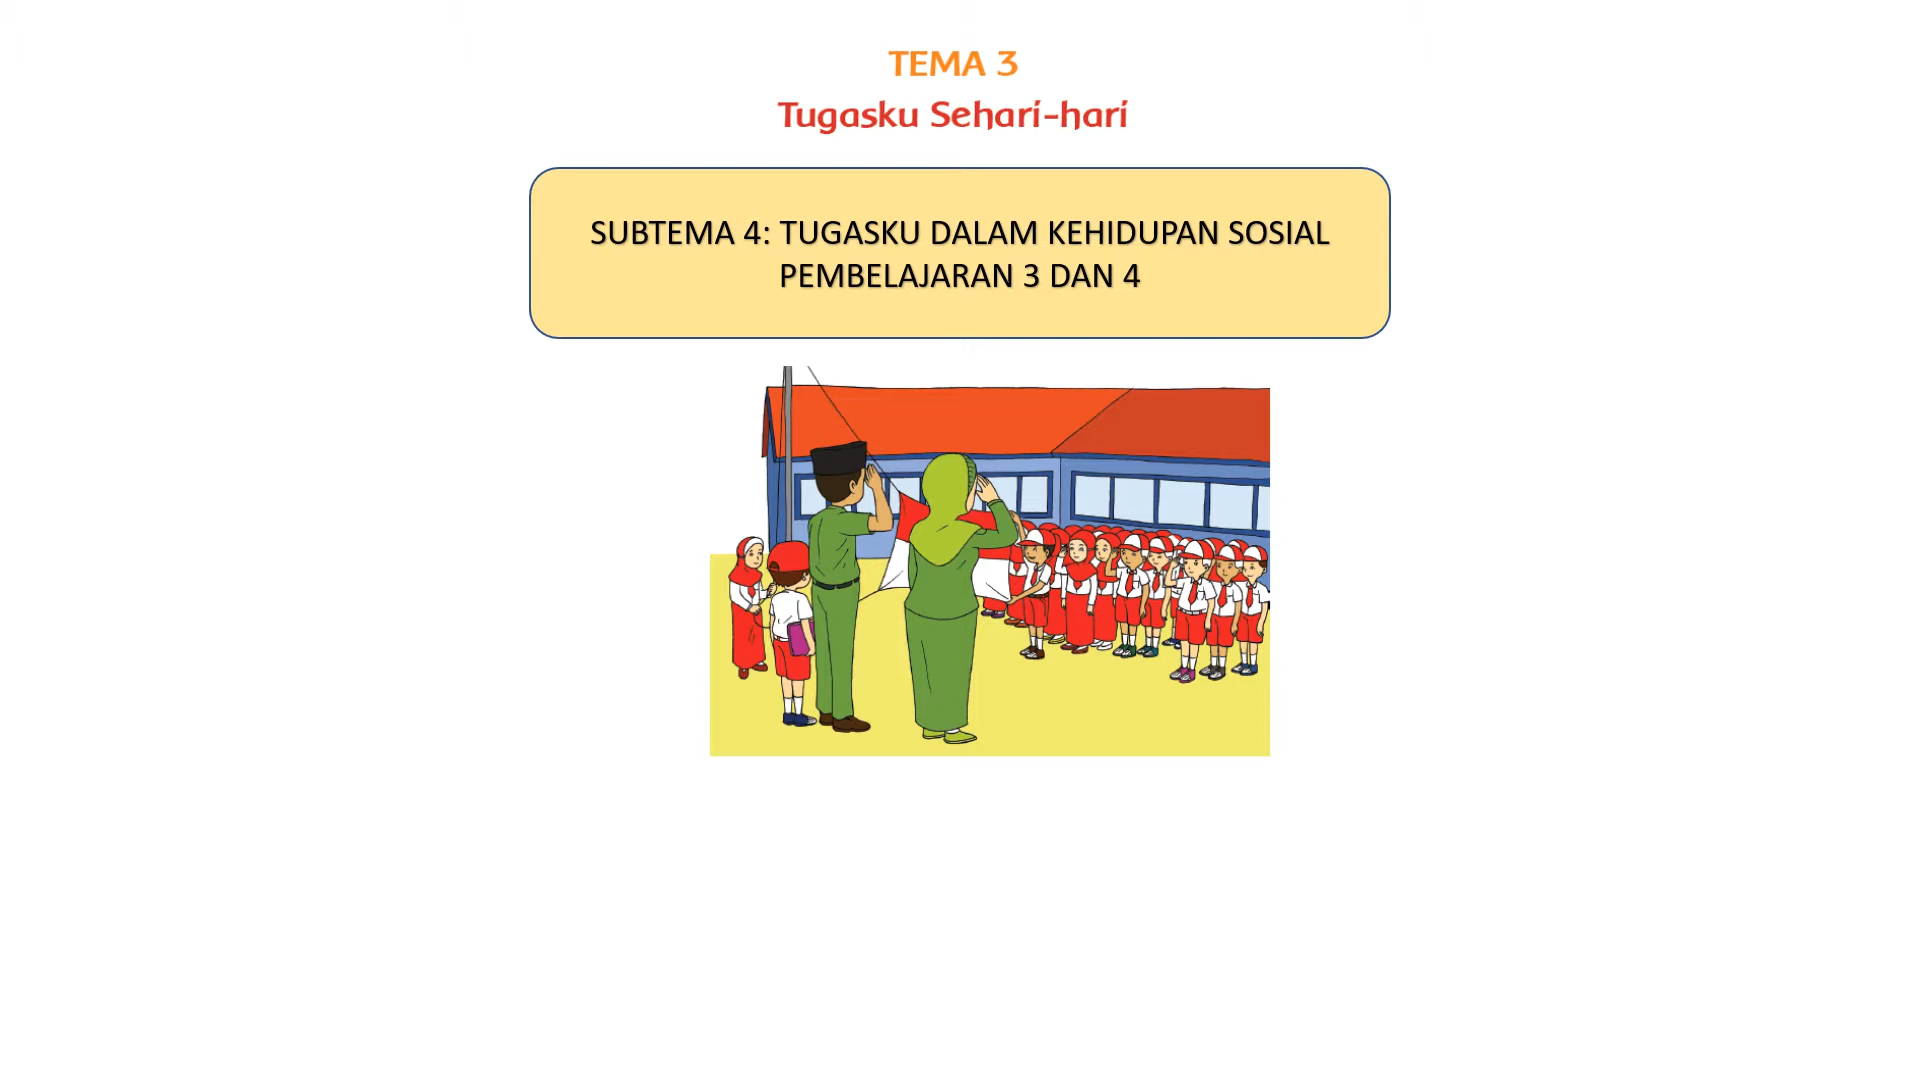 TEMA 3
Tugasku Sehari-hari
SUBTEMA 4: TUGASKU DALAM KEHIDUPAN SOSIAL
PEMBELAJARAN 3 DAN 4